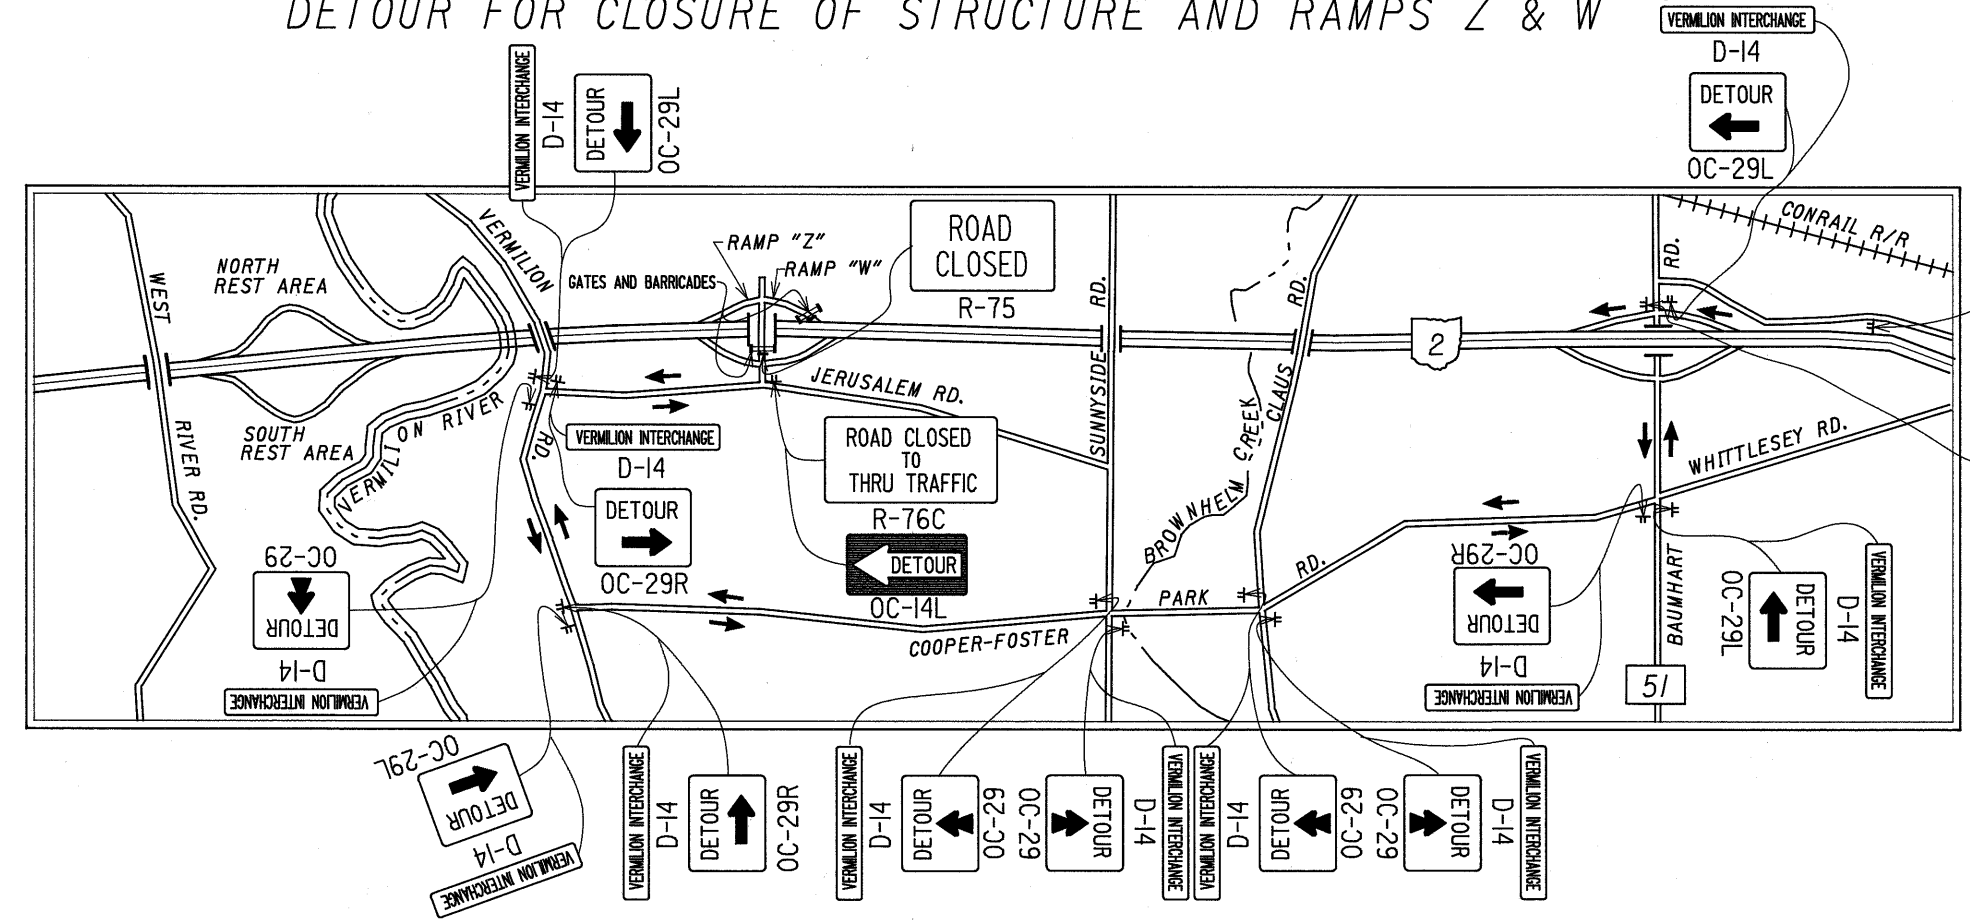 DETOUR FOR CLOSURE OF STRUCTURE AND RAMPS Z & W
VERMILION INTERCHANGE
D-14
DETOUR
OC-29L
VERMILION INTERCHANGE
D-14
DETOUR
OC-29L
WEST
RIVER RD.
NORTH
REST AREA
SOUTH
REST AREA
VERMILION RIVER
VERMILION
RD.
RAMP "Z"
RAMP "W"
GATES AND BARRICADES
ROAD
CLOSED
R-75
JERUSALEM RD.
VERMILION INTERCHANGE
D-14
DETOUR
OC-29R
ROAD CLOSED
TO
THRU TRAFFIC
R-76C
DETOUR
OC-14L
SUNNYSIDE
RD.
BROWNHELM CREEK
CLAUS
RD.
2
RD.
CONRAIL R/R
WHITTLESEY RD.
BAUMHART
51
COOPER-FOSTER
PARK
RD.
OC-29
DETOUR
D-14
VERMILION INTERCHANGE
OC-29R
DETOUR
D-14
VERMILION INTERCHANGE
OC-29L
DETOUR
D-14
VERMILION INTERCHANGE
OC-29L
DETOUR
D-14
VERMILION INTERCHANGE
VERMILION INTERCHANGE
D-14
DETOUR
OC-29R
VERMILION INTERCHANGE
D-14
DETOUR
OC-29
OC-29
DETOUR
D-14
VERMILION INTERCHANGE
VERMILION INTERCHANGE
D-14
DETOUR
OC-29
OC-29
DETOUR
D-14
VERMILION INTERCHANGE